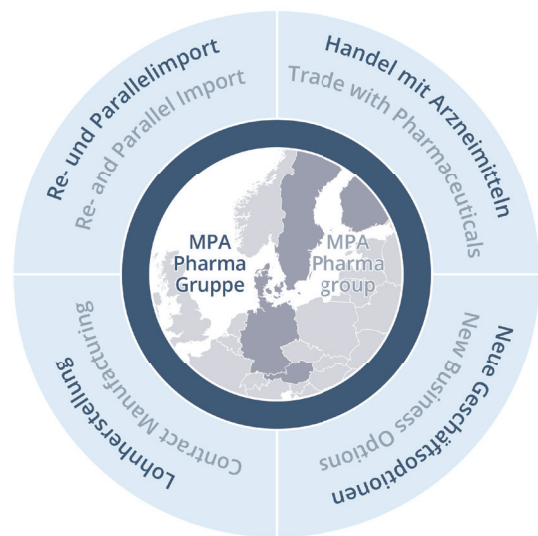 Re- und Parallelimport
Re- and Parallel Import
Handel mit Arzneimitteln
Trade with Pharmaceuticals
MPA
Pharma
Gruppe
MPA
Pharma
group
Lohnherstellung
Contract Manufacturing
Neue Geschäftsoptionen
New Business Options